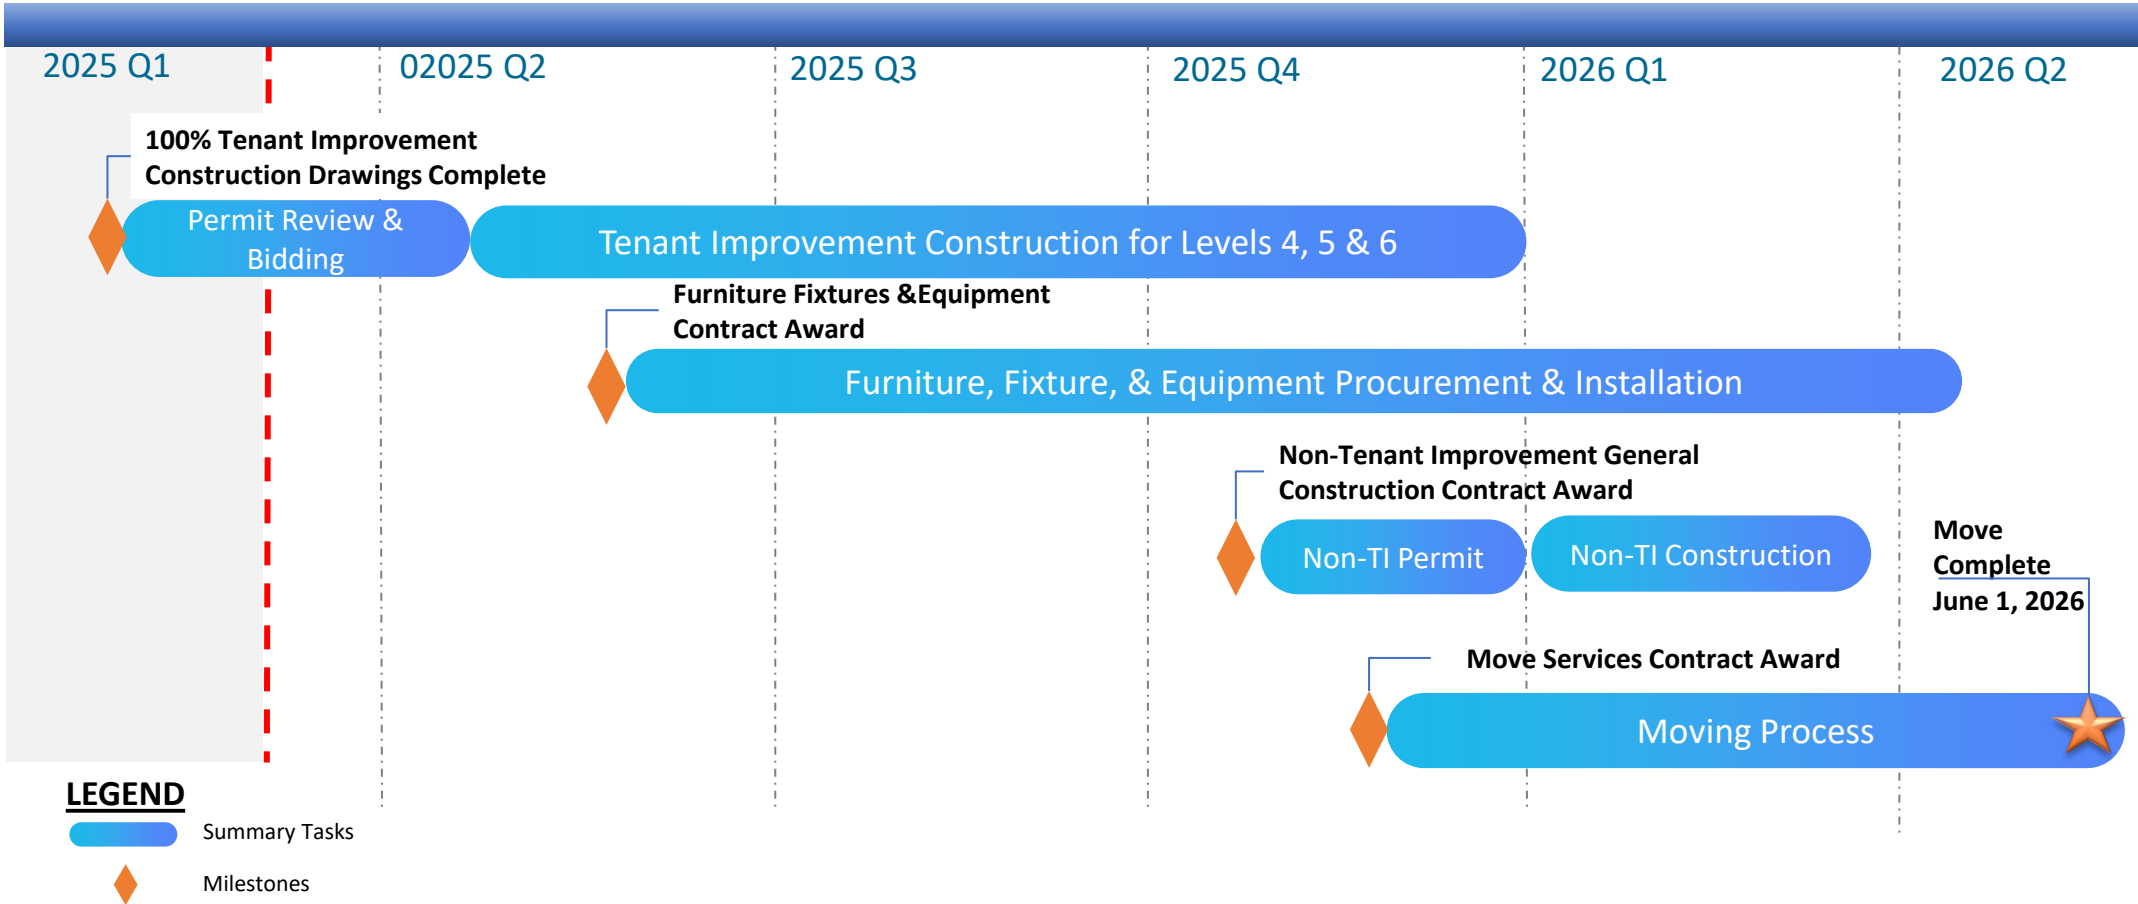 2025 Q1
02025 Q2
2025 Q3
2025 Q4
2026 Q1
2026 Q2
100% Tenant Improvement
Construction Drawings Complete
Permit Review &
Bidding
Tenant Improvement Construction for Levels 4, 5 & 6
Furniture Fixtures &Equipment
Contract Award
Furniture, Fixture, & Equipment Procurement & Installation
Non-Tenant Improvement General
Construction Contract Award
Non-TI Permit
Non-TI Construction
Move
Complete
June 1, 2026
Move Services Contract Award
Moving Process
LEGEND
Summary Tasks
Milestones